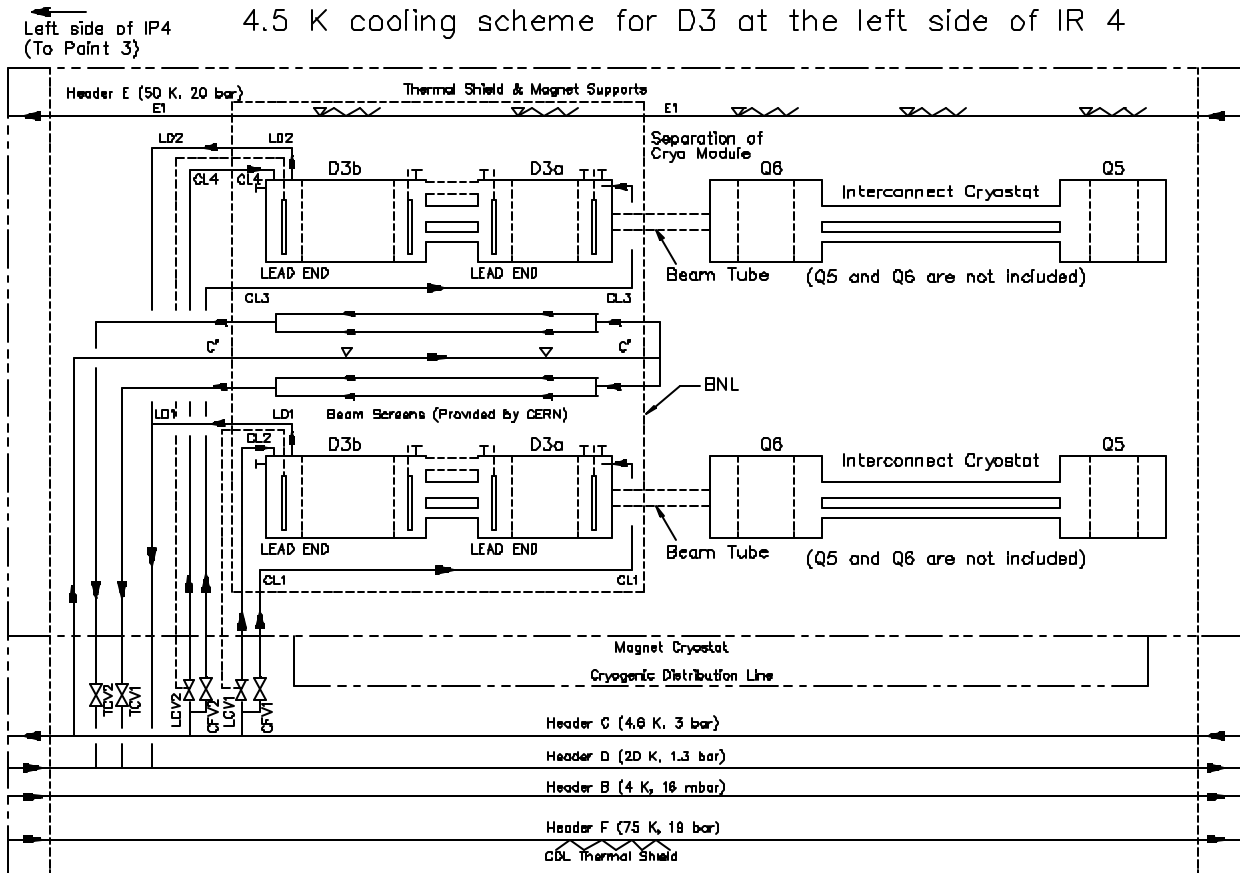 4.5 K cooling scheme for D3 at the left side of IR 4
Left side of IP4
(To Point 3)
Header E (50 K, 20 bar)
Thermal Shield & Magnet Supports
E1
E1
LD2
LD2
Separation of
Cryo Module
D3b
D3a
Q6
Q5
CL4
CL4
Interconnect Cryostat
LEAD END
LEAD END
Beam Tube
(Q5 and Q6 are not included)
CL3
CL3
C'
C'
BNL
Beam Screens (Provided by CERN)
LD1
LD1
CL2
D3b
D3a
Q6
Q5
Interconnect Cryostat
LEAD END
LEAD END
Beam Tube
(Q5 and Q6 are not included)
CL1
CL1
Magnet Cryostat
Cryogenic Distribution Line
TCV2
TCV1
LCV2
CFV2
LCV1
CFV1
Header C (4.6 K, 3 bar)
Header D (20 K, 1.3 bar)
Header B (4 K, 16 mbar)
Header F (75 K, 19 bar)
CDL Thermal Shield